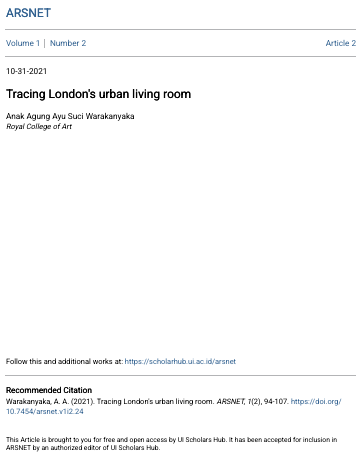 ARSNET
Volume 1 | Number 2 Article 2
10-31-2021
Tracing London's urban living room
Anak Agung Ayu Suci Warakanyaka
Royal College of Art
Follow this and additional works at: https://scholarhub.ui.ac.id/arsnet
Recommended Citation
Warakanyaka, A. A. (2021). Tracing London's urban living room. ARSNET, 1(2), 94-107. https://doi.org/
10.7454/arsnet.v1i2.24
This Article is brought to you for free and open access by UI Scholars Hub. It has been accepted for inclusion in
ARSNET by an authorized editor of UI Scholars Hub.